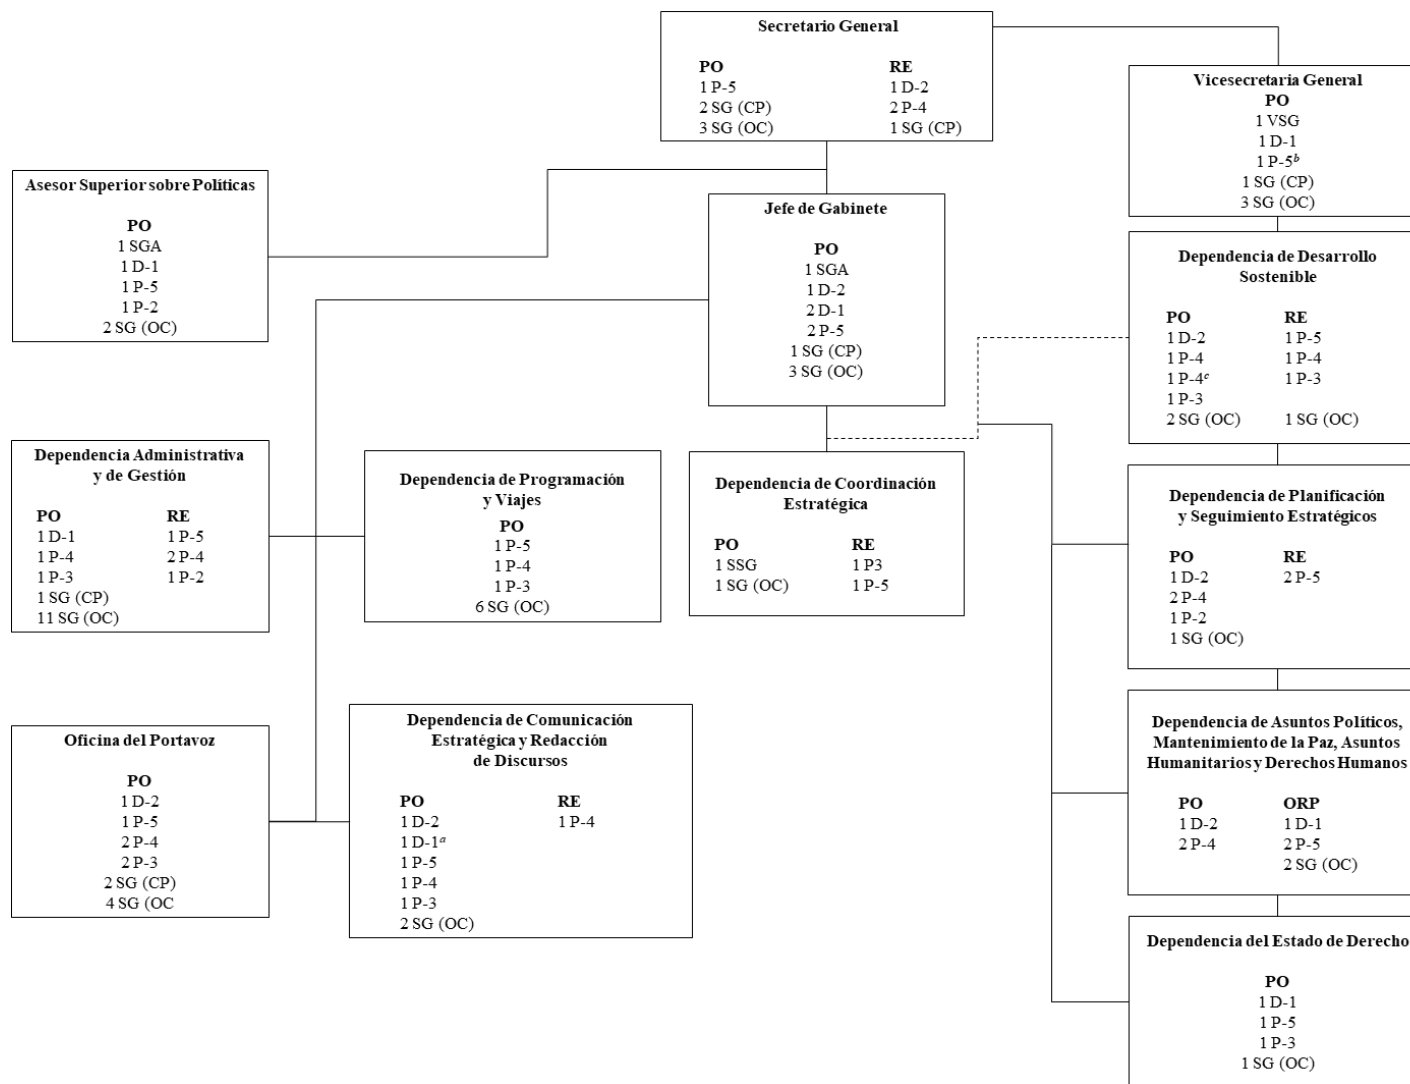 Secretario General
PO RE
1 P-5 1 D-2
2 SG (CP) 2 P-4
3 SG (OC) 1 SG (CP)
Vicesecretaria General
PO
1 VSG
1 D-1
1 P-5b
1 SG (CP)
3 SG (OC)
Asesor Superior sobre Políticas
PO
1 SGA
1 D-1
1 P-5
1 P-2
2 SG (OC)
Jefe de Gabinete
PO
1 SGA
1 D-2
2 D-1
2 P-5
1 SG (CP)
3 SG (OC)
Dependencia de Desarrollo
Sostenible
PO RE
1 D-2 1 P-5
1 P-4 1 P-4
1 P-4c 1 P-3
1 P-3
2 SG (OC) 1 SG (OC)
Dependencia Administrativa
y de Gestión
PO RE
1 D-1 1 P-5
1 P-4 2 P-4
1 P-3 1 P-2
1 SG (CP)
11 SG (OC)
Dependencia de Programación
y Viajes
PO
1 P-5
1 P-4
1 P-3
6 SG (OC)
Dependencia de Coordinación
Estratégica
PO RE
1 SSG 1 P3
1 SG (OC) 1 P-5
Dependencia de Planificación
y Seguimiento Estratégicos
PO RE
1 D-2 2 P-5
2 P-4
1 P-2
1 SG (OC)
Oficina del Portavoz
PO
1 D-2
1 P-5
2 P-4
2 P-3
2 SG (CP)
4 SG (OC
Dependencia de Comunicación
Estratégica y Redacción
de Discursos
PO RE
1 D-2 1 P-4
1 D-1a
1 P-5
1 P-4
1 P-3
2 SG (OC)
Dependencia de Asuntos Políticos,
Mantenimiento de la Paz, Asuntos
Humanitarios y Derechos Humanos
PO ORP
1 D-2 1 D-1
2 P-4 2 P-5
2 SG (OC)
Dependencia del Estado de Derecho
PO
1 D-1
1 P-5
1 P-3
1 SG (OC)